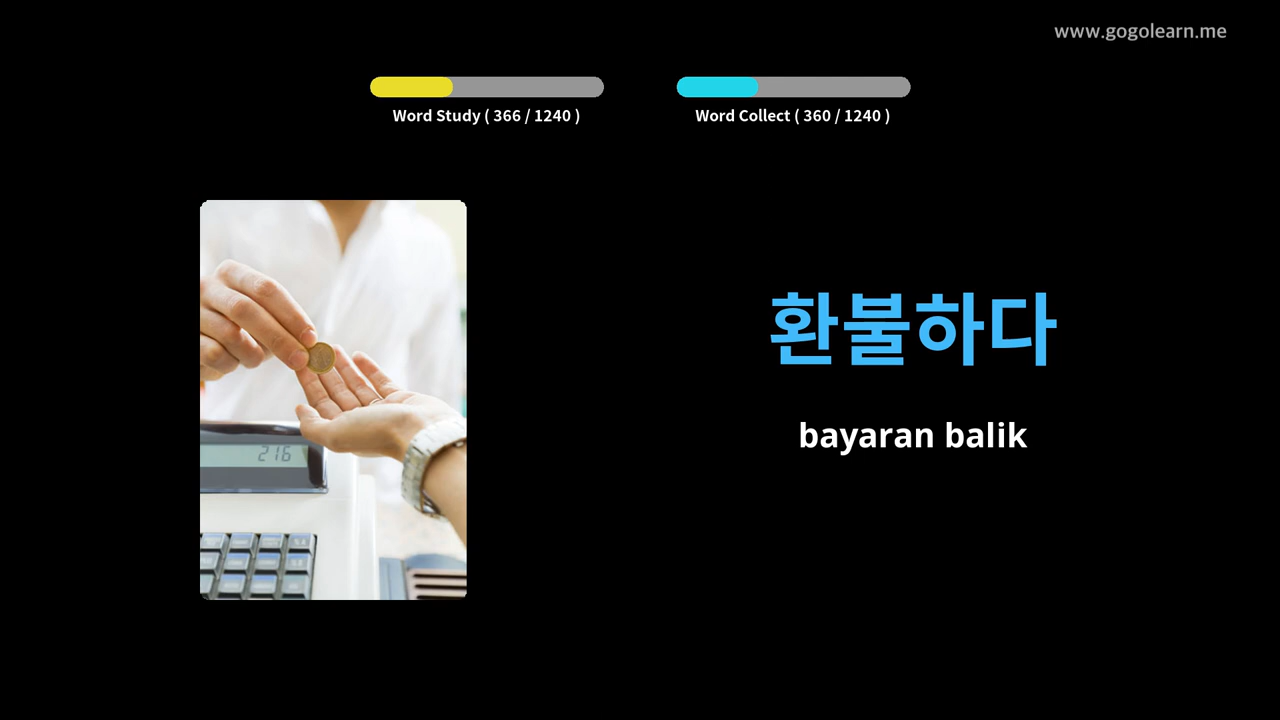 www.gogolearn.me
Word Study ( 366 / 1240 )
Word Collect ( 360 / 1240 )
환불하다
bayaran balik
216